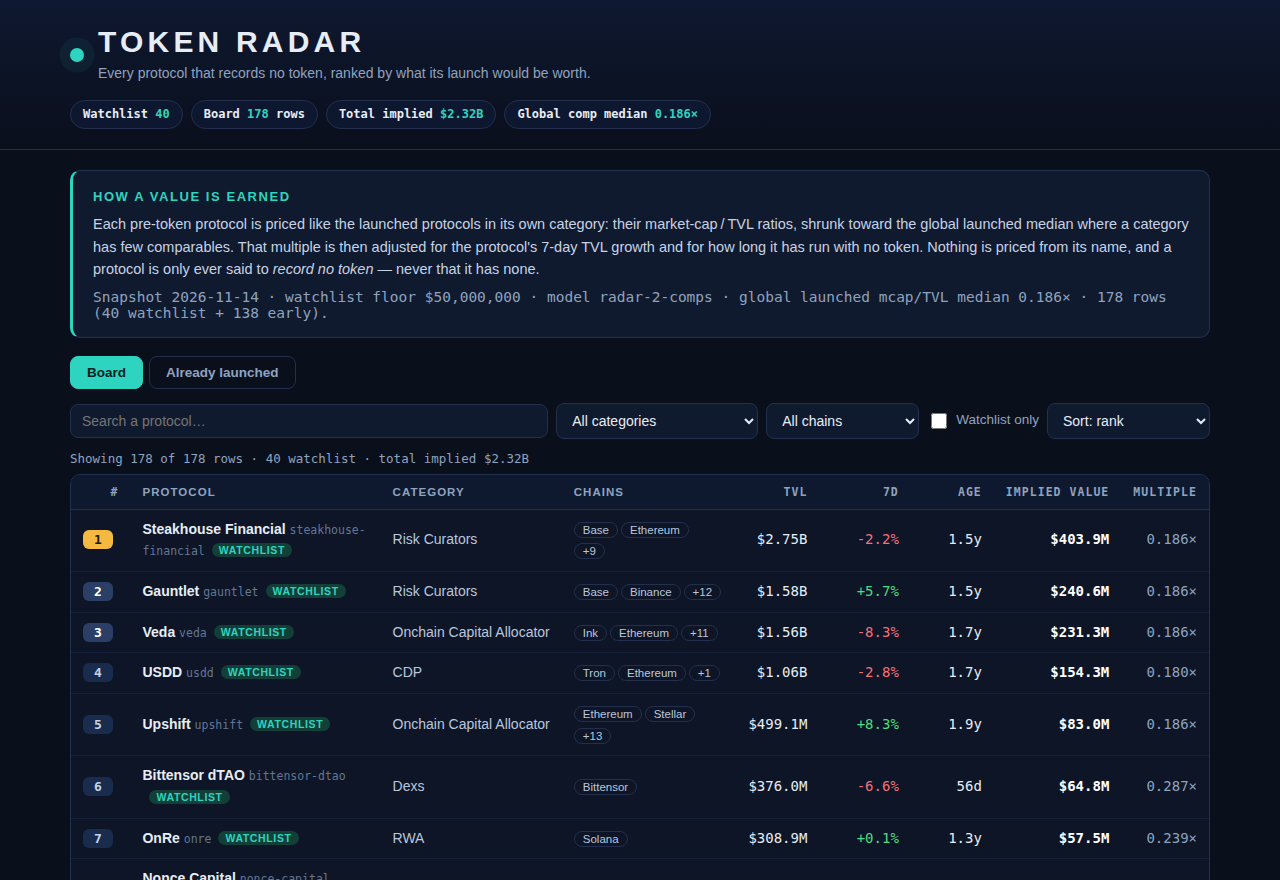 TOKEN RADAR
Every protocol that records no token, ranked by what its launch would be worth.
Watchlist 40 Board 178 rows Total implied $2.32B Global comp median 0.186×
HOW A VALUE IS EARNED
Each pre-token protocol is priced like the launched protocols in its own category: their market-cap / TVL ratios, shrunk toward the global launched median where a category
has few comparables. That multiple is then adjusted for the protocol's 7-day TVL growth and for how long it has run with no token. Nothing is priced from its name, and a
protocol is only ever said to record no token — never that it has none.
Snapshot 2026-11-14 · watchlist floor $50,000,000 · model radar-2-comps · global launched mcap/TVL median 0.186× · 178 rows
(40 watchlist + 138 early).
Board Already launched
Search a protocol… All categories All chains Watchlist only Sort: rank
Showing 178 of 178 rows · 40 watchlist · total implied $2.32B
# PROTOCOL CATEGORY CHAINS TVL 7D AGE IMPLIED VALUE MULTIPLE
1 Steakhouse Financial steakhouse-financial WATCHLIST Risk Curators Base Ethereum +9 $2.75B -2.2% 1.5y $403.9M 0.186×
2 Gauntlet gauntlet WATCHLIST Risk Curators Base Binance +12 $1.58B +5.7% 1.5y $240.6M 0.186×
3 Veda veda WATCHLIST Onchain Capital Allocator Ink Ethereum +11 $1.56B -8.3% 1.7y $231.3M 0.186×
4 USDD usdd WATCHLIST CDP Tron Ethereum +1 $1.06B -2.8% 1.7y $154.3M 0.180×
5 Upshift upshift WATCHLIST Onchain Capital Allocator Ethereum Stellar +13 $499.1M +8.3% 1.9y $83.0M 0.186×
6 Bittensor dTAO bittensor-dtao WATCHLIST Dexs Bittensor $376.0M -6.6% 56d $64.8M 0.287×
7 OnRe onre WATCHLIST RWA Solana $308.9M +0.1% 1.3y $57.5M 0.239×
Nonce Capital nonce-capital